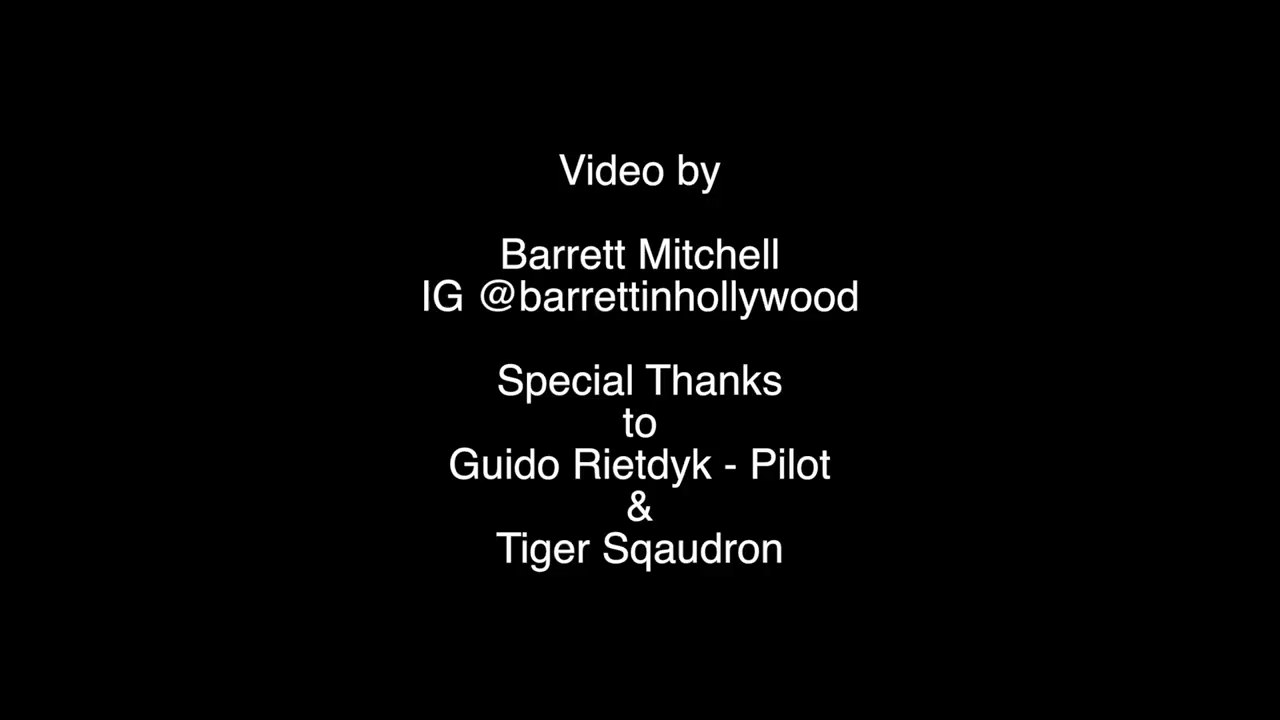 Video by
Barrett Mitchell
IG @barrettinhollywood
Special Thanks
to
Guido Rietdyk - Pilot
&
Tiger Sqaudron